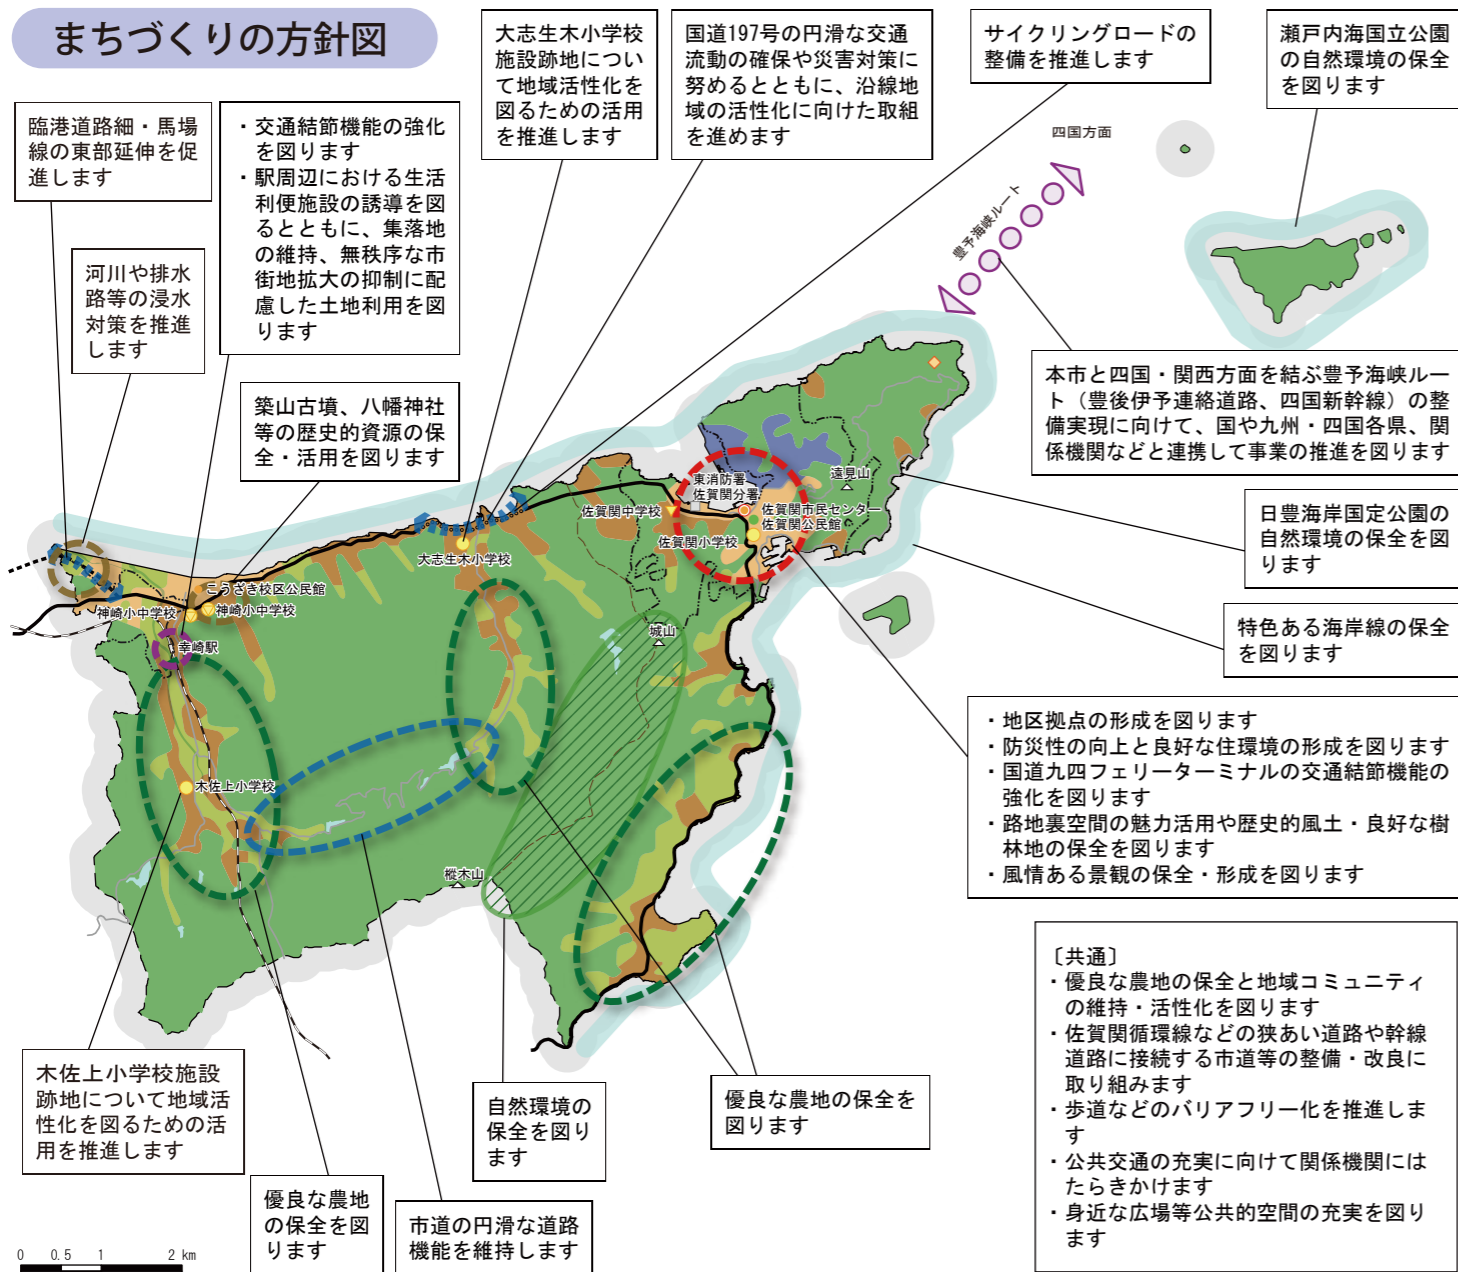 まちづくりの方針図
臨港道路細・馬場
線の東部延伸を促
進します
・交通結節機能の強化
を図ります
・駅周辺における生活
利便施設の誘導を図
るとともに、集落地
の維持、無秩序な市
街地拡大の抑制に配
慮した土地利用を図
ります
大志生木小学校
施設跡地につい
て地域活性化を
図るための活用
を推進します
国道197号の円滑な交通
流動の確保や災害対策に
努めるとともに、沿線地
域の活性化に向けた取組
を進めます
サイクリングロードの
整備を推進します
瀬戸内海国立公園
の自然環境の保全
を図ります
河川や排水
路等の浸水
対策を推進
します
築山古墳、八幡神社
等の歴史的資源の保
全・活用を図ります
四国方面
豊予海峡ルート
本市と四国・関西方面を結ぶ豊予海峡ルー
ト（豊後伊予連絡道路、四国新幹線）の整
備実現に向けて、国や九州・四国各県、関
係機関などと連携して事業の推進を図ります
日豊海岸国定公園の
自然環境の保全を図
ります
特色ある海岸線の保全
を図ります
東消防署
佐賀関分署
遠見山
佐賀関中学校
佐賀関市民センター
佐賀関公民館
佐賀関小学校
大志生木小学校
こうざき校区公民館
神崎小中学校
神崎小中学校
幸崎駅
城山
木佐上小学校
樅木山
・地区拠点の形成を図ります
・防災性の向上と良好な住環境の形成を図ります
・国道九四フェリーターミナルの交通結節機能の
強化を図ります
・路地裏空間の魅力活用や歴史的風土・良好な樹
林地の保全を図ります
・風情ある景観の保全・形成を図ります
〔共通〕
・優良な農地の保全と地域コミュニティ
の維持・活性化を図ります
・佐賀関循環線などの狭あい道路や幹線
道路に接続する市道等の整備・改良に
取り組みます
・歩道などのバリアフリー化を推進しま
す
・公共交通の充実に向けて関係機関には
たらきかけます
・身近な広場等公共的空間の充実を図り
ます
木佐上小学校施設
跡地について地域活
性化を図るための活
用を推進します
優良な農地
の保全を図
ります
市道の円滑な道路
機能を維持します
自然環境の
保全を図り
ます
優良な農地の保全を
図ります
0 0.5 1 2 km